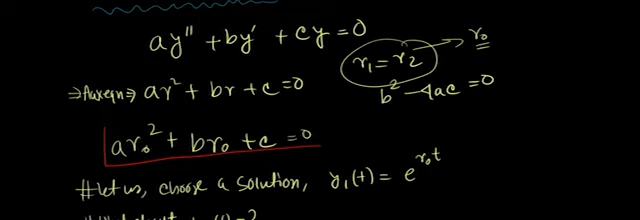 ay'' + by' + cy = 0
r₁ = r₂ → r₀
⇒ Auxeqn ⇒ ar² + br + c = 0
b² - 4ac = 0
ar₀² + br₀ + c = 0
# Let us, choose a solution, y₁(t) = e^{r₀t}